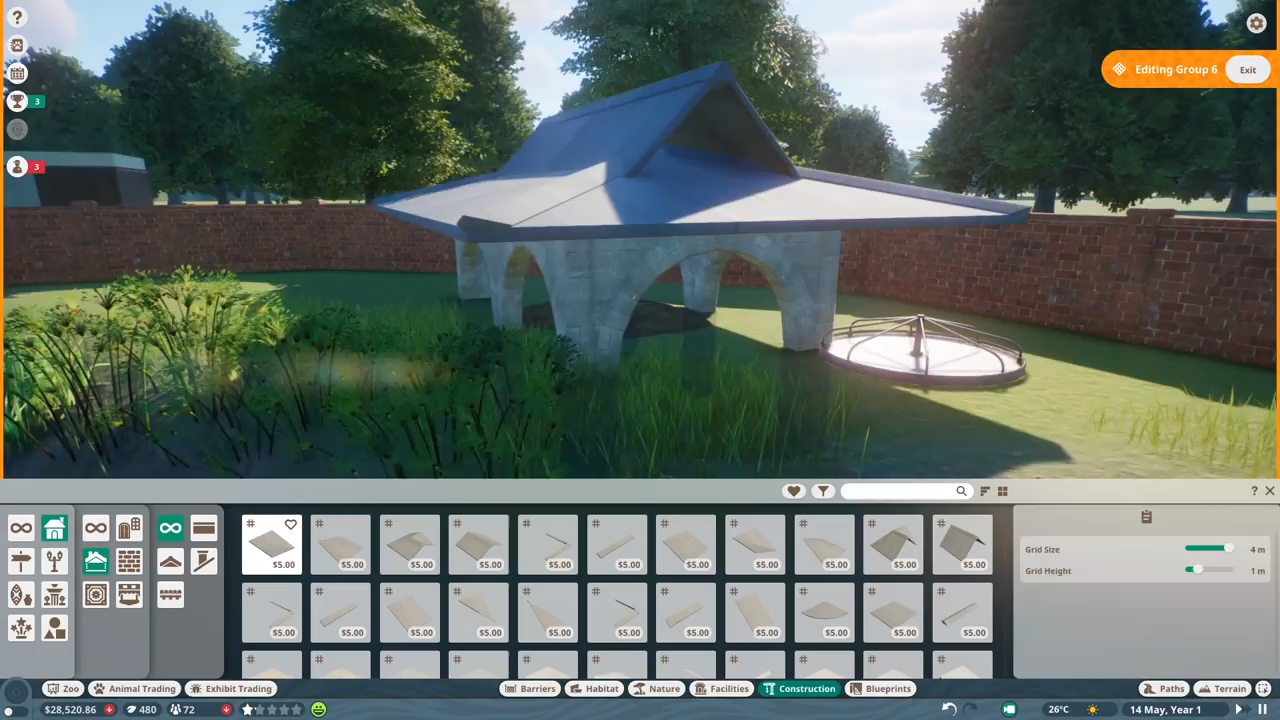 ?
3
3
Editing Group 6 Exit
? ✕
$5.00 $5.00 $5.00 $5.00 $5.00 $5.00 $5.00 $5.00 $5.00 $5.00 $5.00
$5.00 $5.00 $5.00 $5.00 $5.00 $5.00 $5.00 $5.00 $5.00 $5.00 $5.00
Grid Size 4 m
Grid Height 1 m
Zoo Animal Trading Exhibit Trading Barriers Habitat Nature Facilities Construction Blueprints Paths Terrain
$28,520.86 480 72 26°C 14 May, Year 1